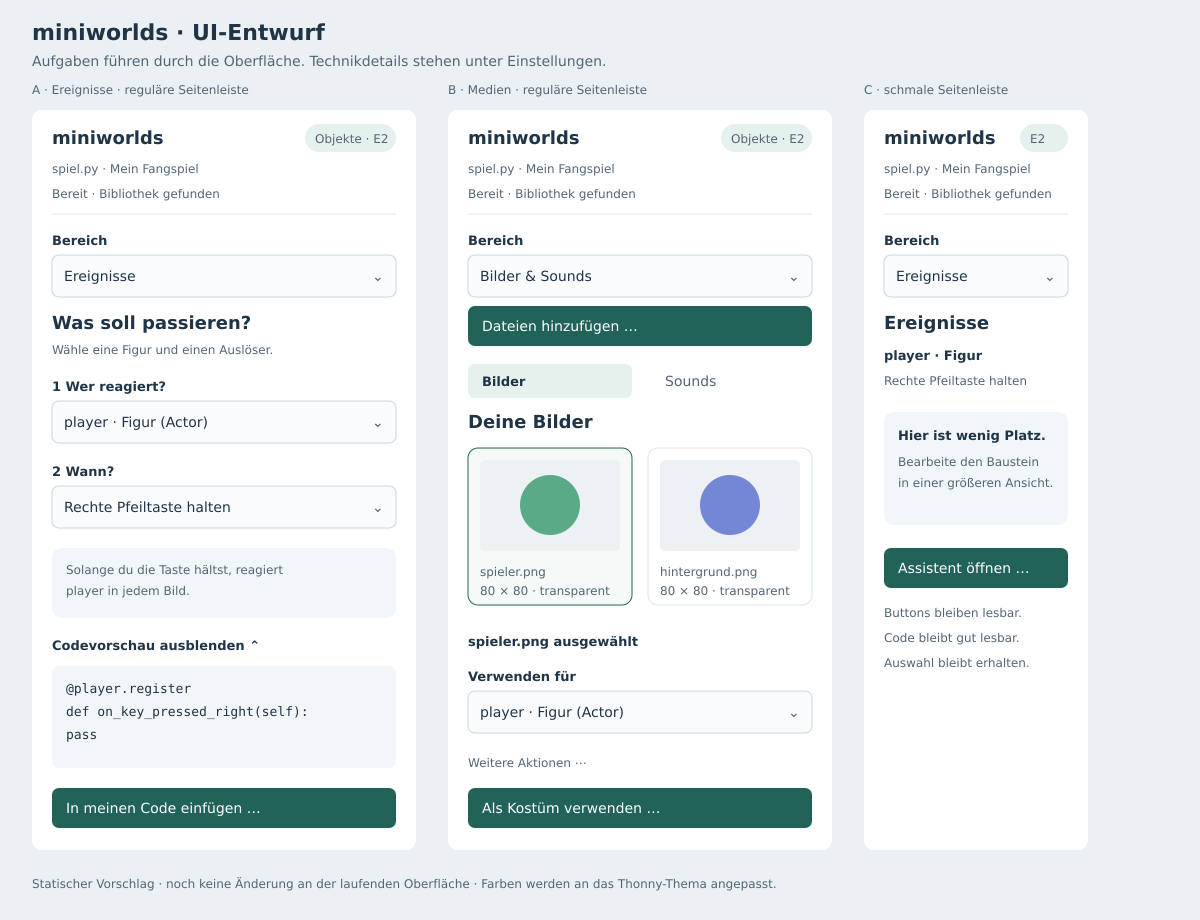 miniworlds · UI-Entwurf
Aufgaben führen durch die Oberfläche. Technikdetails stehen unter Einstellungen.
A · Ereignisse · reguläre Seitenleiste
miniworlds
Objekte · E2
spiel.py · Mein Fangspiel
Bereit · Bibliothek gefunden
Bereich
Ereignisse
Was soll passieren?
Wähle eine Figur und einen Auslöser.
1 Wer reagiert?
player · Figur (Actor)
2 Wann?
Rechte Pfeiltaste halten
Solange du die Taste hältst, reagiert
player in jedem Bild.
Codevorschau ausblenden ⌃
@player.register
def on_key_pressed_right(self):
pass
In meinen Code einfügen …
B · Medien · reguläre Seitenleiste
miniworlds
Objekte · E2
spiel.py · Mein Fangspiel
Bereit · Bibliothek gefunden
Bereich
Bilder & Sounds
Dateien hinzufügen …
Bilder
Sounds
Deine Bilder
spieler.png
80 × 80 · transparent
hintergrund.png
80 × 80 · transparent
spieler.png ausgewählt
Verwenden für
player · Figur (Actor)
Weitere Aktionen ⋯
Als Kostüm verwenden …
C · schmale Seitenleiste
miniworlds
E2
spiel.py · Mein Fangspiel
Bereit · Bibliothek gefunden
Bereich
Ereignisse
Ereignisse
player · Figur
Rechte Pfeiltaste halten
Hier ist wenig Platz.
Bearbeite den Baustein
in einer größeren Ansicht.
Assistent öffnen …
Buttons bleiben lesbar.
Code bleibt gut lesbar.
Auswahl bleibt erhalten.
Statischer Vorschlag · noch keine Änderung an der laufenden Oberfläche · Farben werden an das Thonny-Thema angepasst.